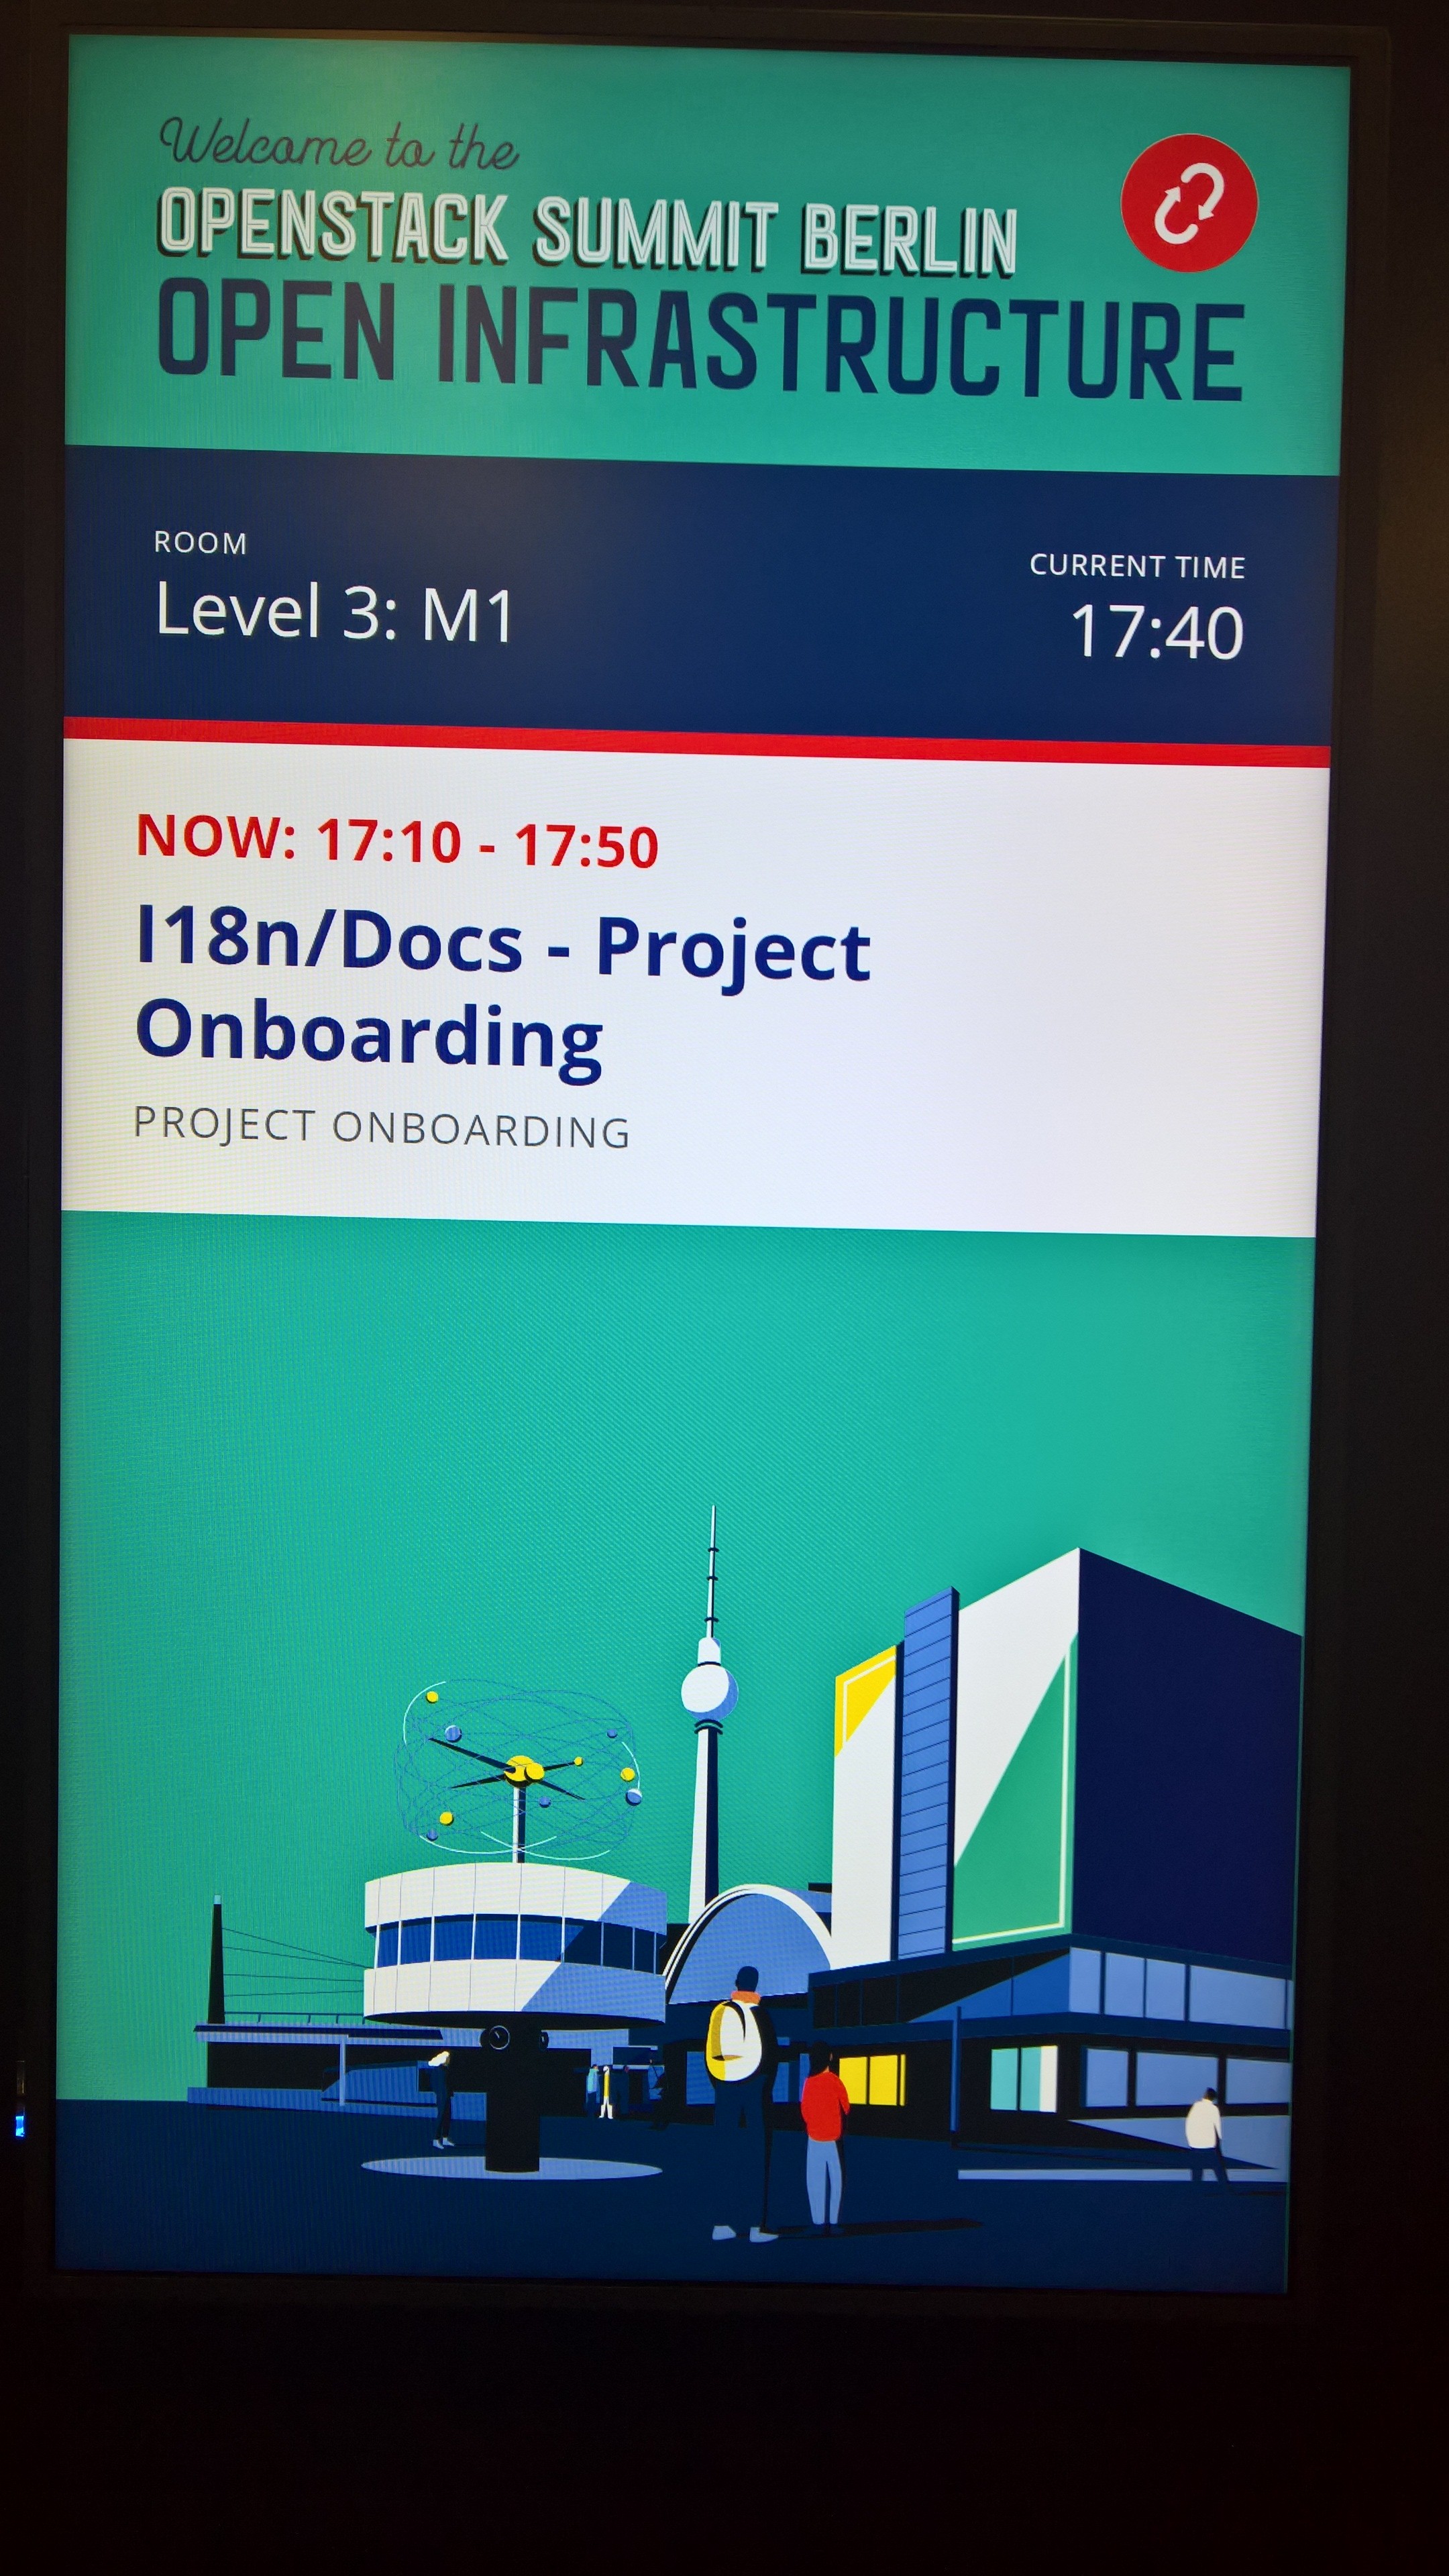 Welcome to the
OPENSTACK SUMMIT BERLIN
OPEN INFRASTRUCTURE
ROOM
Level 3: M1
CURRENT TIME
17:40
NOW: 17:10 - 17:50
I18n/Docs - Project
Onboarding
PROJECT ONBOARDING